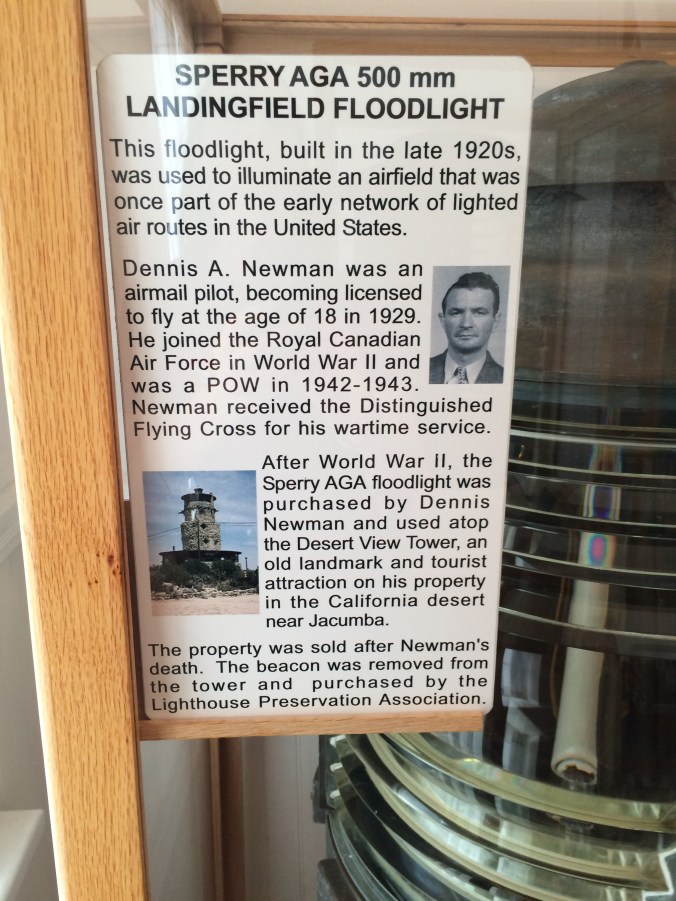 SPERRY AGA 500 mm
LANDINGFIELD FLOODLIGHT
This floodlight, built in the late 1920s,
was used to illuminate an airfield that was
once part of the early network of lighted
air routes in the United States.
Dennis A. Newman was an
airmail pilot, becoming licensed
to fly at the age of 18 in 1929.
He joined the Royal Canadian
Air Force in World War II and
was a POW in 1942-1943.
Newman received the Distinguished
Flying Cross for his wartime service.
After World War II, the
Sperry AGA floodlight was
purchased by Dennis
Newman and used atop
the Desert View Tower, an
old landmark and tourist
attraction on his property
in the California desert
near Jacumba.
The property was sold after Newman's
death. The beacon was removed from
the tower and purchased by the
Lighthouse Preservation Association.